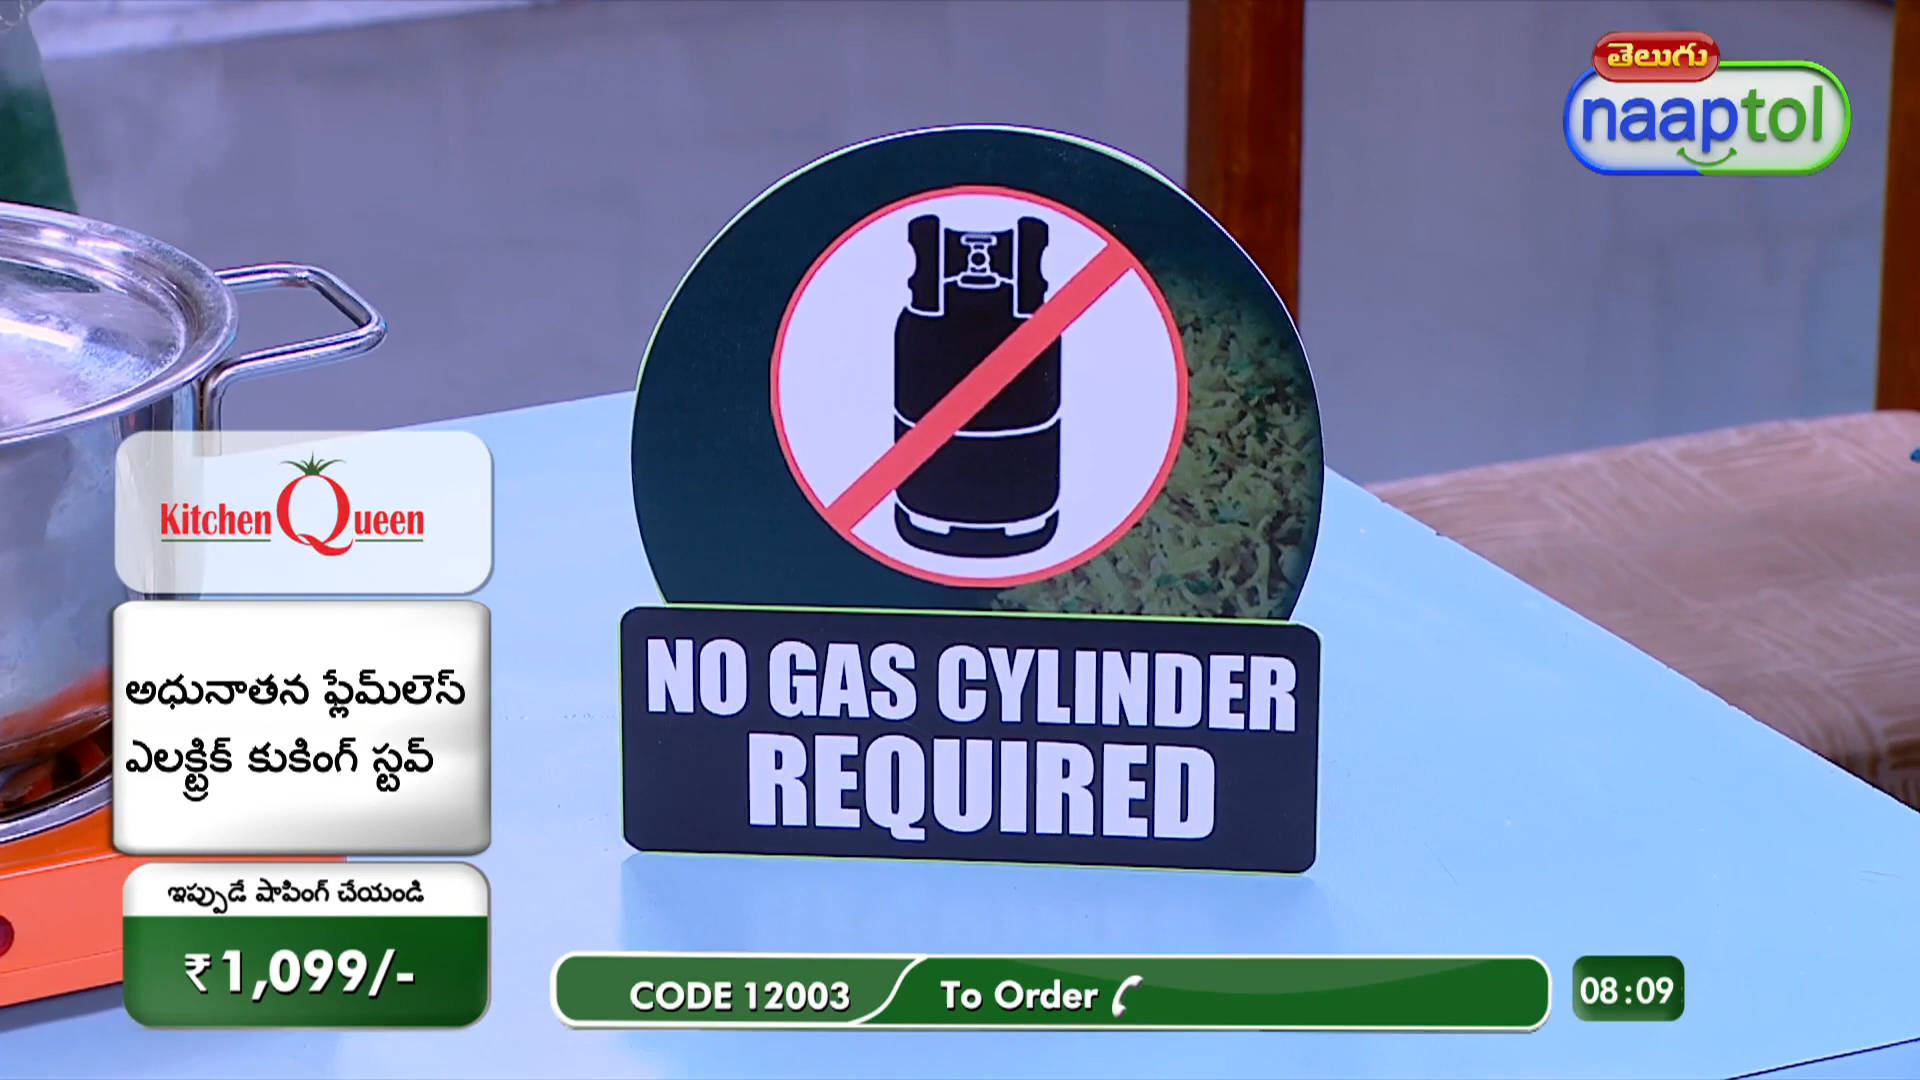 తెలుగు
naaptol
NO GAS CYLINDER
REQUIRED
Kitchen Queen
అధునాతన ఫ్లేమ్‌లెస్
ఎలక్ట్రిక్ కుకింగ్ స్టవ్
ఇప్పుడే షాపింగ్ చేయండి
₹1,099/-
CODE 12003 To Order
08:09